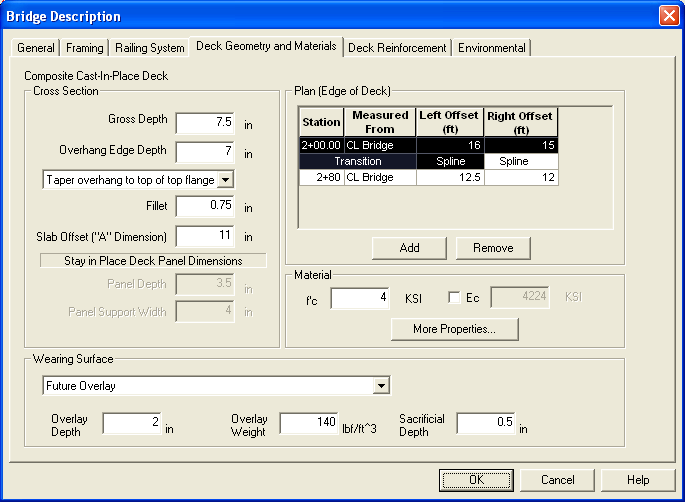 Bridge Description
General Framing Railing System Deck Geometry and Materials Deck Reinforcement Environmental
Composite Cast-In-Place Deck
Cross Section
Gross Depth 7.5 in
Overhang Edge Depth 7 in
Taper overhang to top of top flange
Fillet 0.75 in
Slab Offset ("A" Dimension) 11 in
Stay in Place Deck Panel Dimensions
Panel Depth 3.5 in
Panel Support Width 4 in
Plan (Edge of Deck)
Station Measured From Left Offset (ft) Right Offset (ft)
2+00.00 CL Bridge 16 15
Transition Spline Spline
2+80 CL Bridge 12.5 12
Add Remove
Material
f'c 4 KSI Ec 4224 KSI
More Properties...
Wearing Surface
Future Overlay
Overlay Depth 2 in Overlay Weight 140 lbf/ft^3 Sacrificial Depth 0.5 in
OK Cancel Help